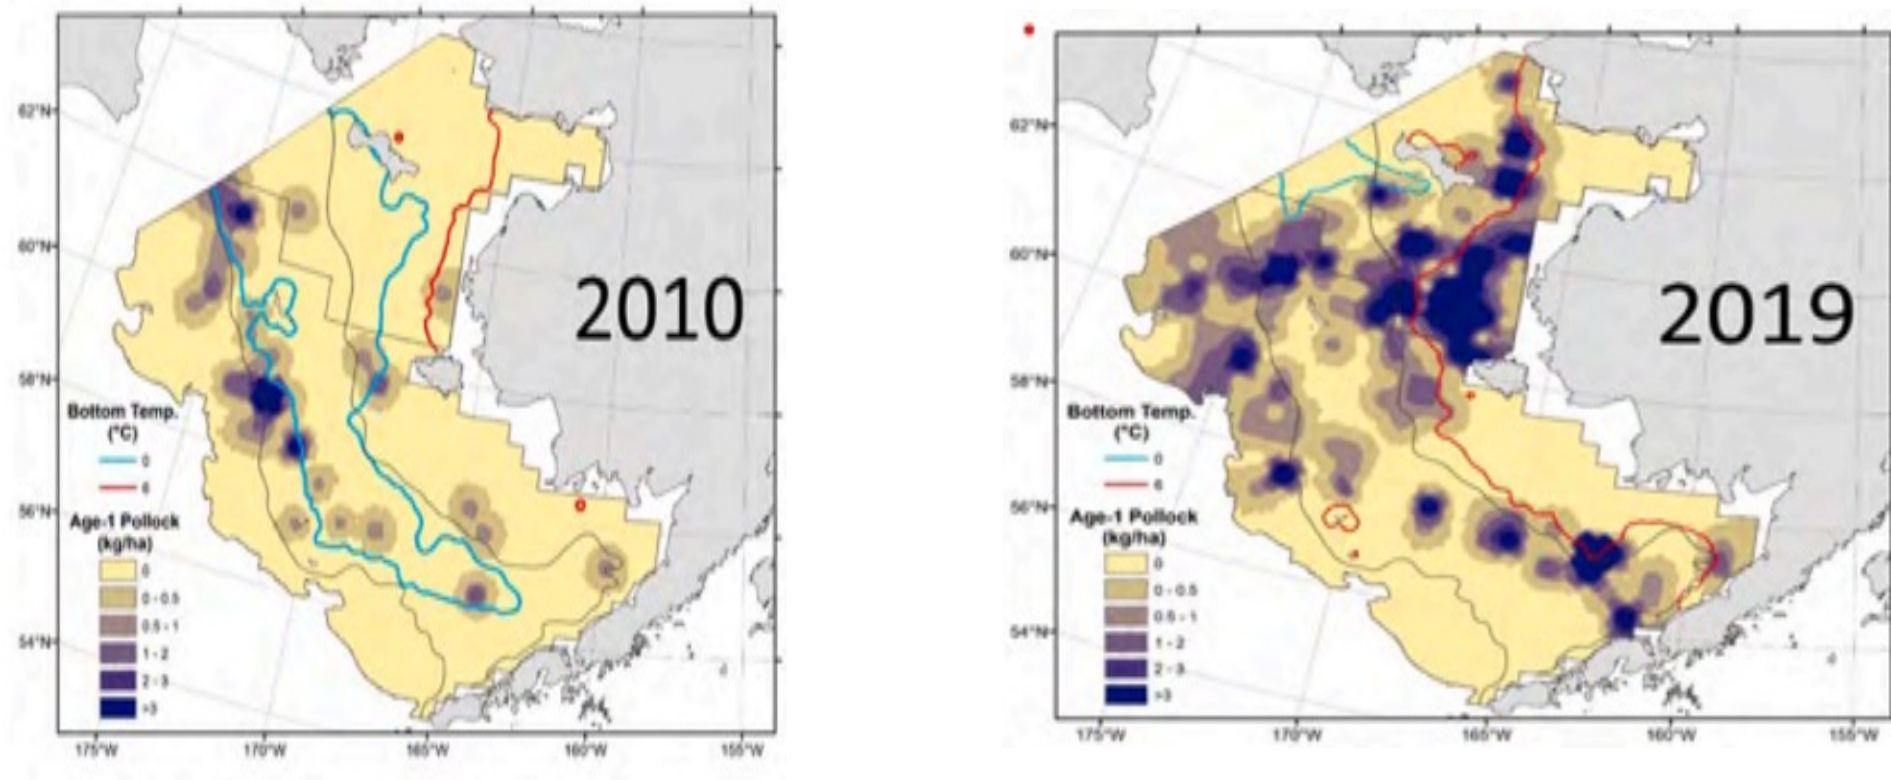 62°N
60°N
58°N
56°N
54°N
175°W
170°W
165°W
160°W
155°W
2010
Bottom Temp.
(°C)
0
6
Age-1 Pollock
(kg/ha)
0
0 - 0.5
0.5 - 1
1 - 2
2 - 3
>3
62°N
60°N
58°N
56°N
54°N
175°W
170°W
165°W
160°W
155°W
2019
Bottom Temp.
(°C)
0
6
Age-1 Pollock
(kg/ha)
0
0 - 0.5
0.5 - 1
1 - 2
2 - 3
>3